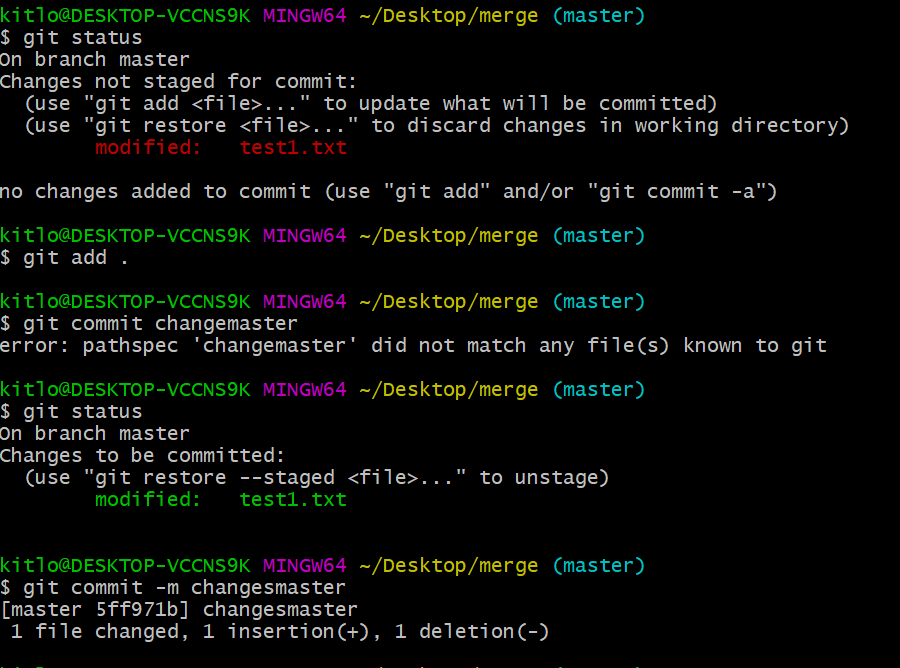 kitlo@DESKTOP-VCCNS9K MINGW64 ~/Desktop/merge (master)
$ git status
On branch master
Changes not staged for commit:
  (use "git add <file>..." to update what will be committed)
  (use "git restore <file>..." to discard changes in working directory)
        modified:   test1.txt

no changes added to commit (use "git add" and/or "git commit -a")

kitlo@DESKTOP-VCCNS9K MINGW64 ~/Desktop/merge (master)
$ git add .

kitlo@DESKTOP-VCCNS9K MINGW64 ~/Desktop/merge (master)
$ git commit changemaster
error: pathspec 'changemaster' did not match any file(s) known to git

kitlo@DESKTOP-VCCNS9K MINGW64 ~/Desktop/merge (master)
$ git status
On branch master
Changes to be committed:
  (use "git restore --staged <file>..." to unstage)
        modified:   test1.txt


kitlo@DESKTOP-VCCNS9K MINGW64 ~/Desktop/merge (master)
$ git commit -m changesmaster
[master 5ff971b] changesmaster
 1 file changed, 1 insertion(+), 1 deletion(-)